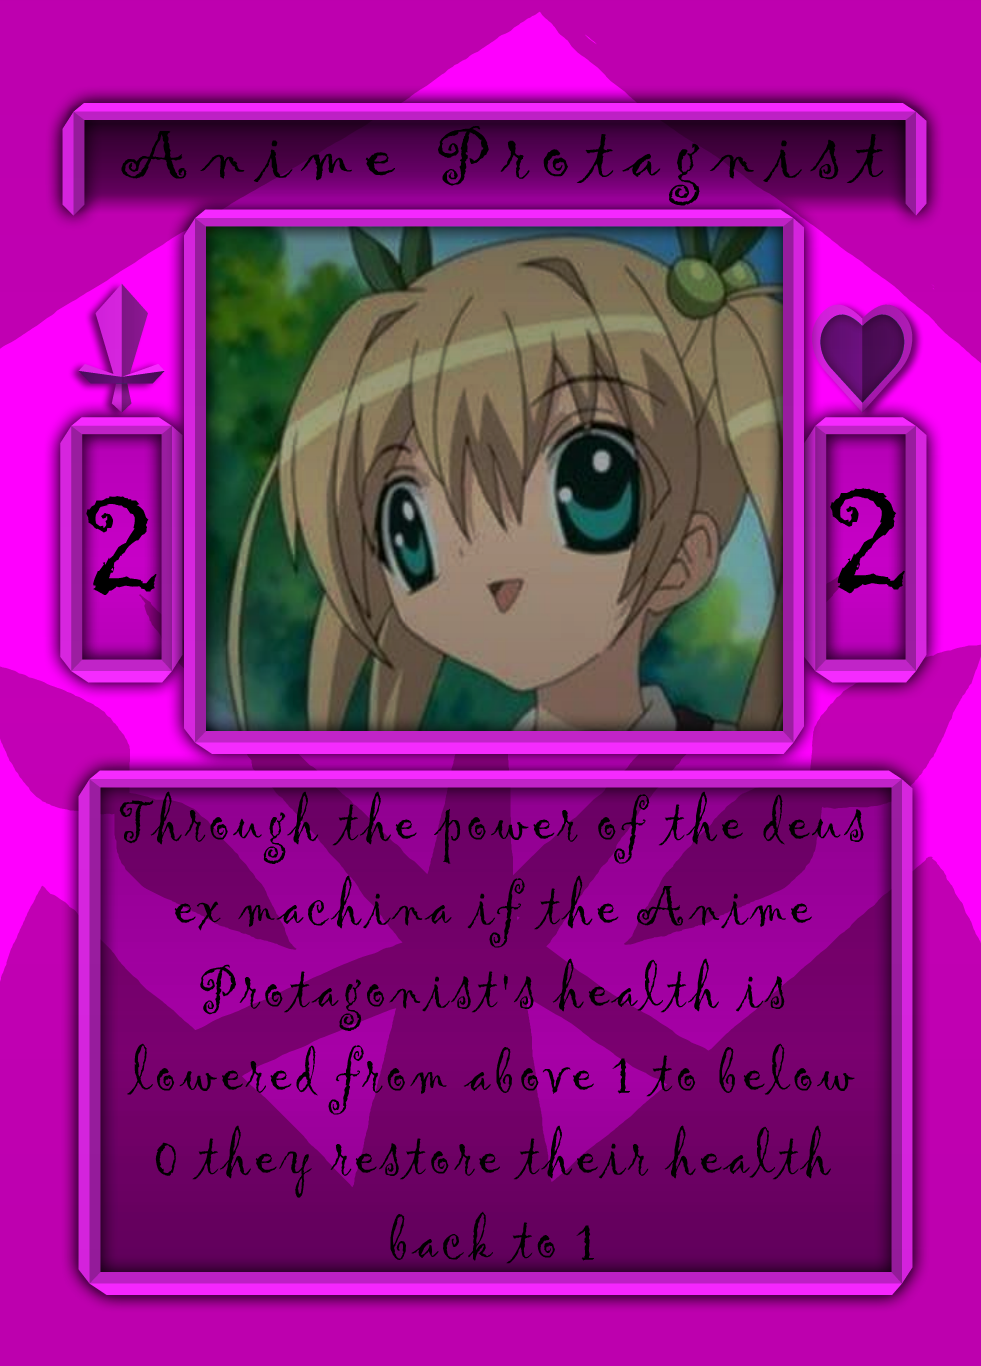 Anime Protagnist
2
2
Through the power of the deus
ex machina if the Anime
Protagonist's health is
lowered from above 1 to below
0 they restore their health
back to 1